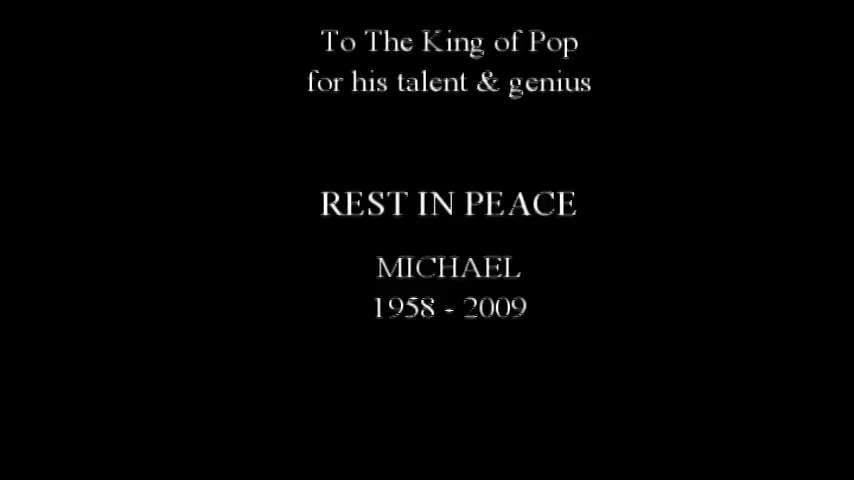 To The King of Pop
for his talent & genius
REST IN PEACE
MICHAEL
1958 - 2009